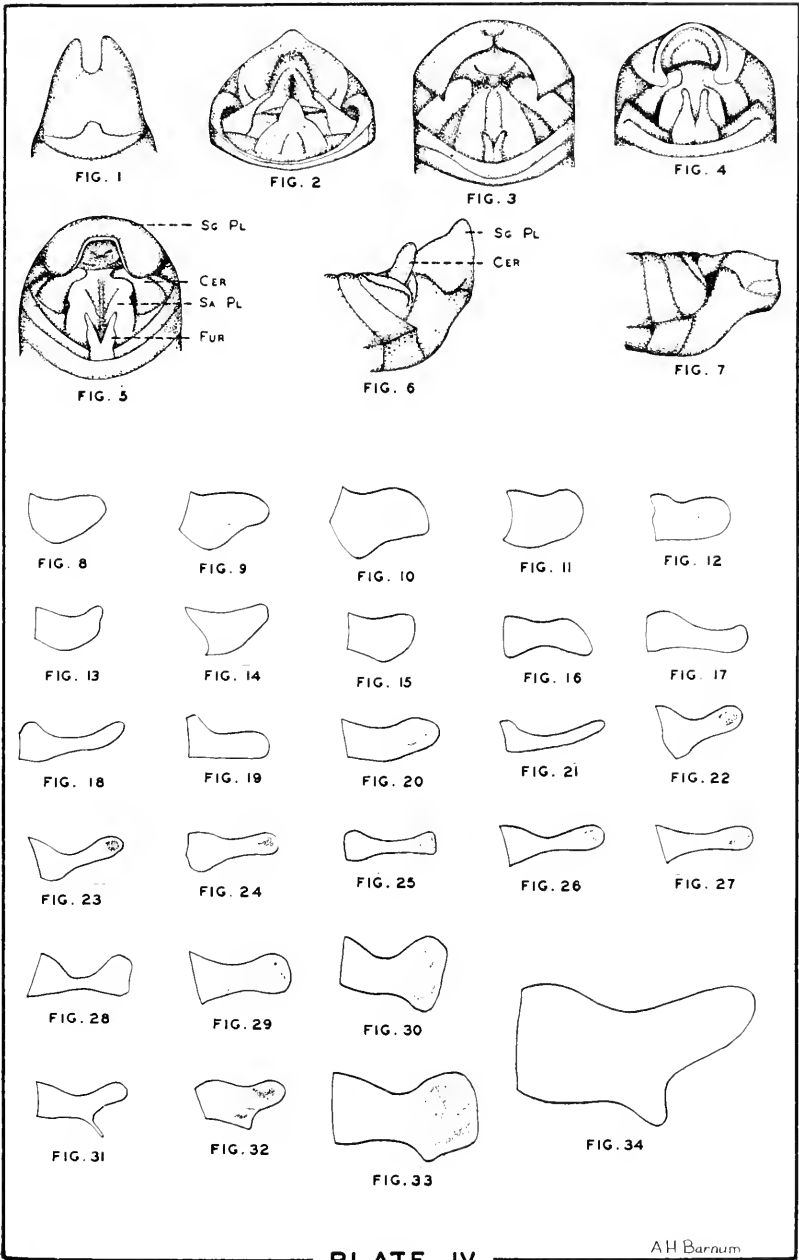 FIG. 1
FIG. 2
FIG. 3
FIG. 4
SG PL
CER
SA PL
FUR
FIG. 5
SG PL
CER
FIG. 6
FIG. 7
FIG. 8
FIG. 9
FIG. 10
FIG. 11
FIG. 12
FIG. 13
FIG. 14
FIG. 15
FIG. 16
FIG. 17
FIG. 18
FIG. 19
FIG. 20
FIG. 21
FIG. 22
FIG. 23
FIG. 24
FIG. 25
FIG. 26
FIG. 27
FIG. 28
FIG. 29
FIG. 30
FIG. 31
FIG. 32
FIG. 33
FIG. 34
A H Barnum
PLATE IV